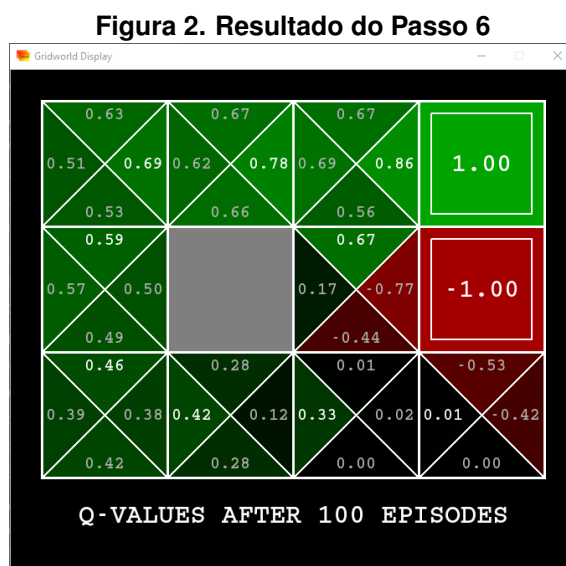 Figura 2. Resultado do Passo 6
Gridworld Display
0.63 0.67 0.67
0.51 0.69 0.62 0.78 0.69 0.86 1.00
0.53 0.66 0.56
0.59 0.67
0.57 0.50 0.17 -0.77 -1.00
0.49 -0.44
0.46 0.28 0.01 -0.53
0.39 0.38 0.42 0.12 0.33 0.02 0.01 -0.42
0.42 0.28 0.00 0.00
Q-VALUES AFTER 100 EPISODES